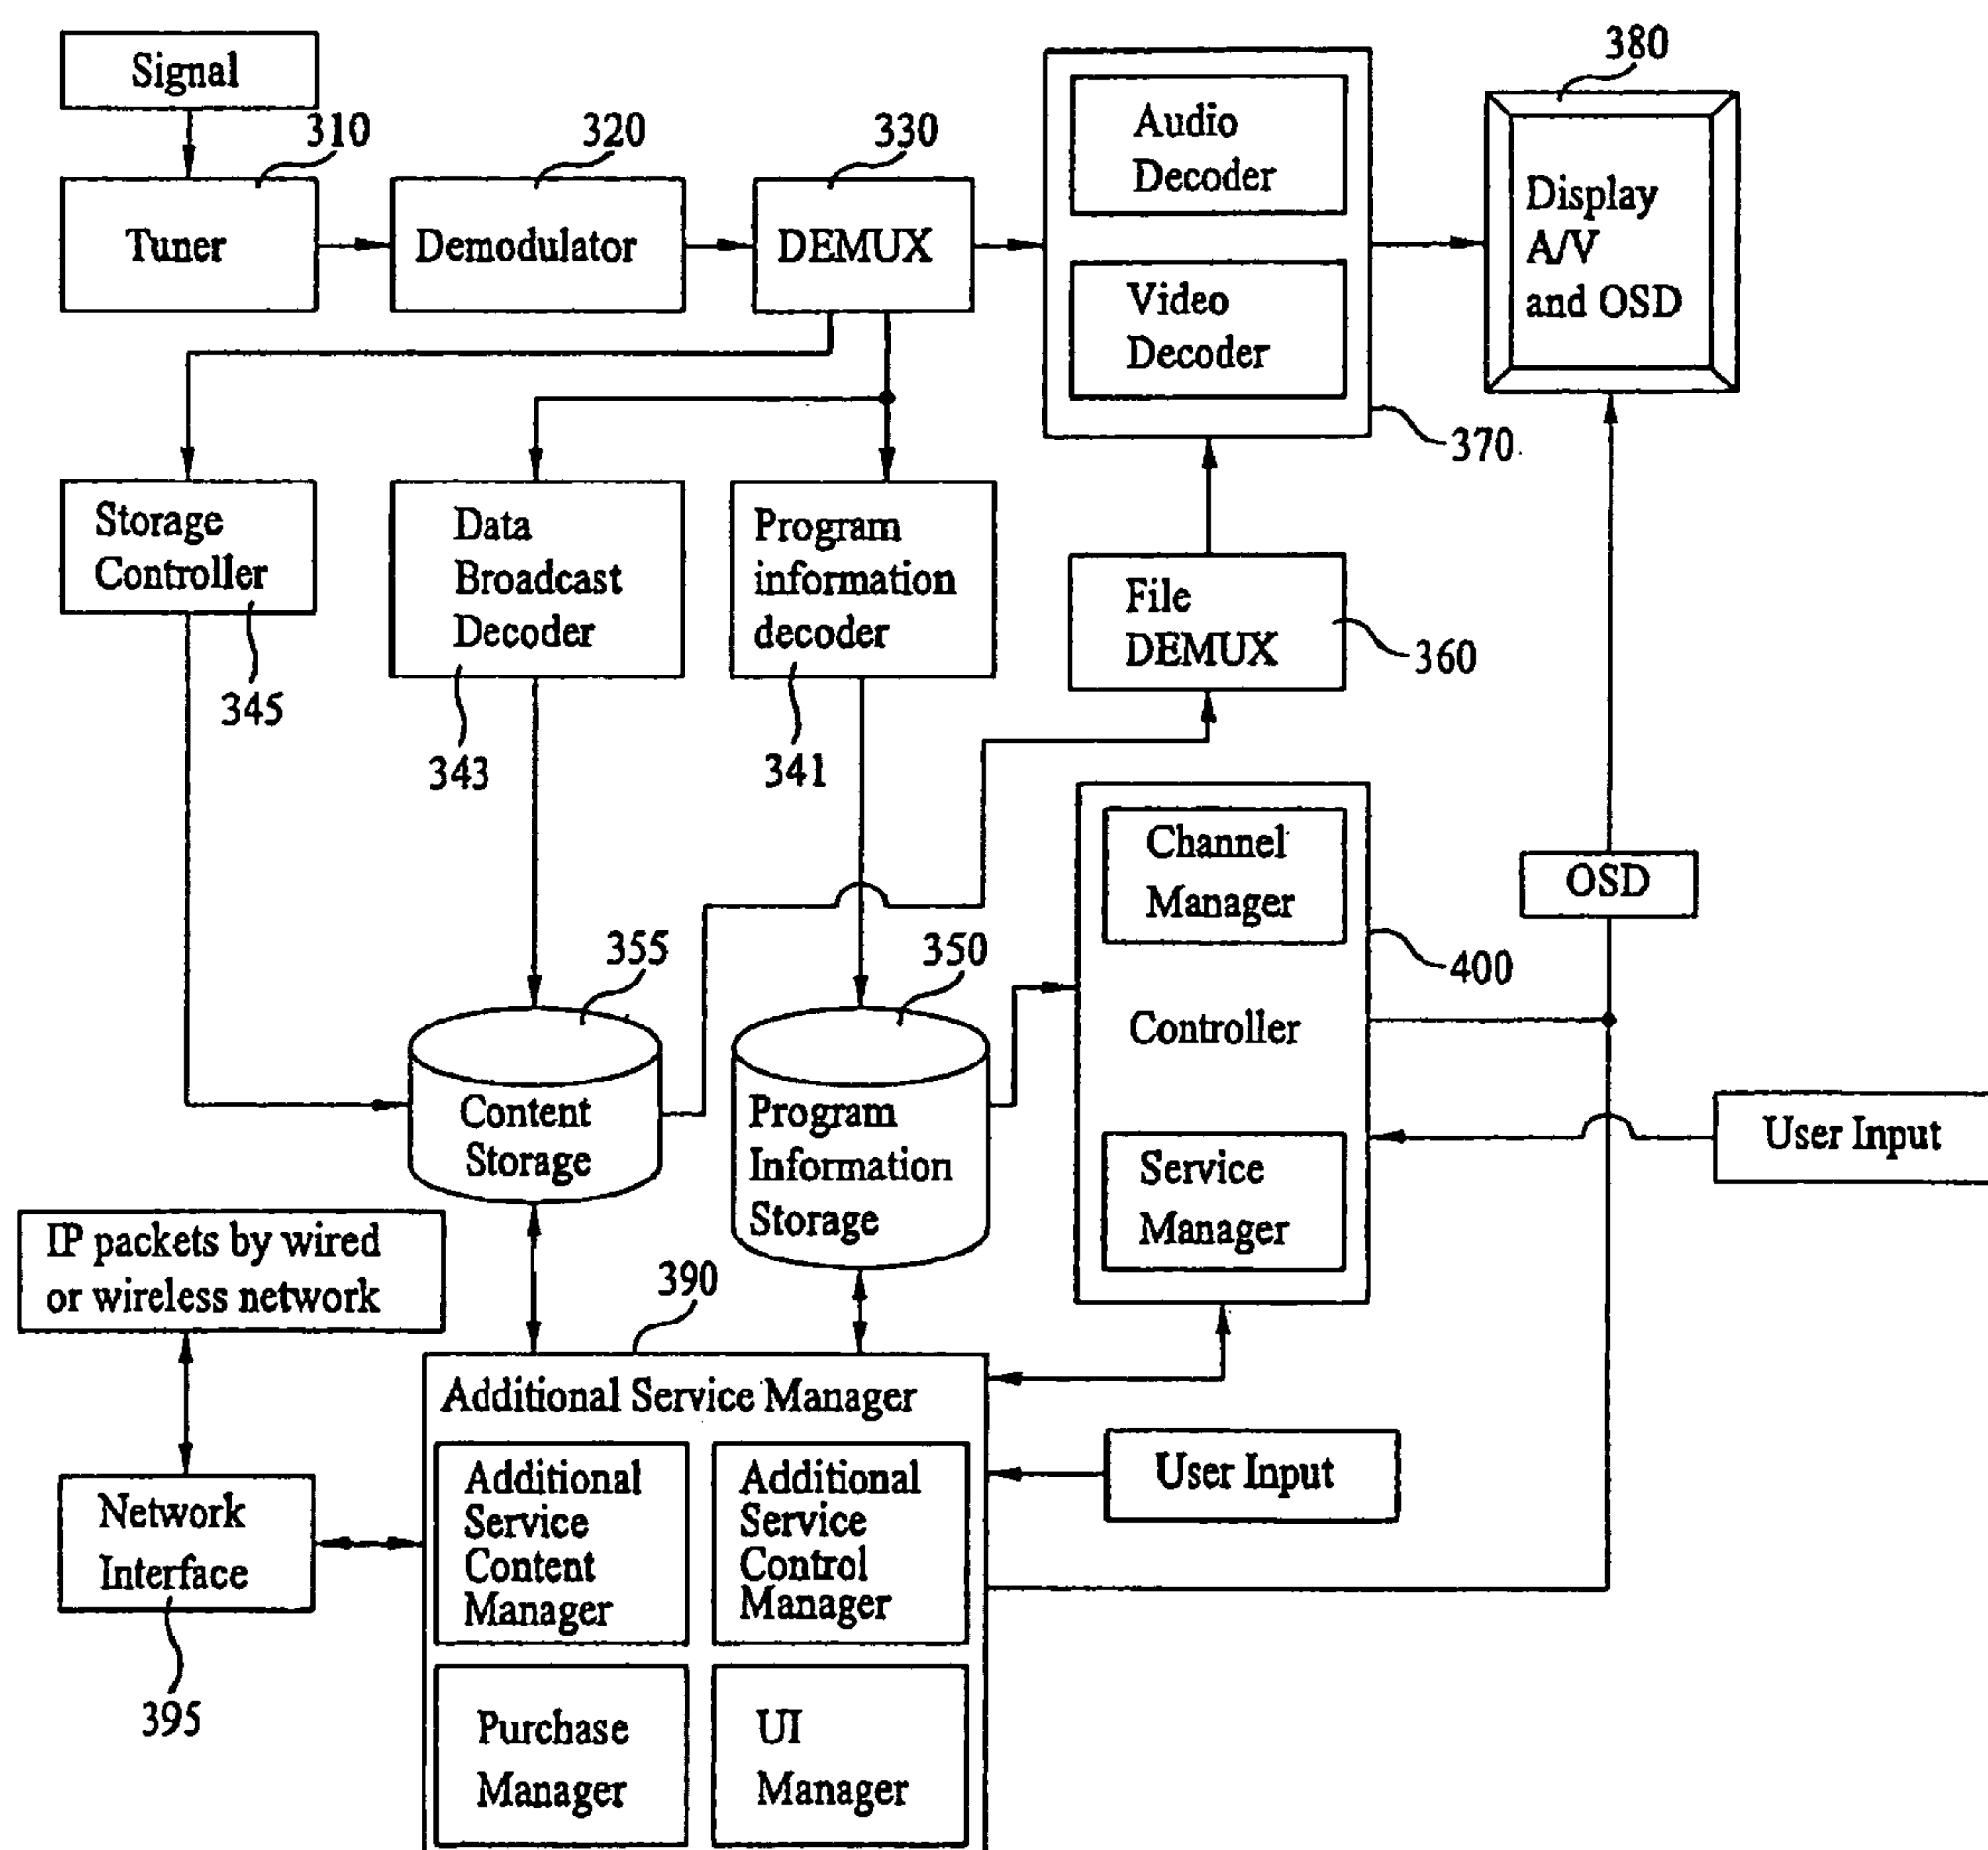 Signal
310
Tuner
320
Demodulator
330
DEMUX
Audio
Decoder
Video
Decoder
370
380
Display
A/V
and OSD
Storage
Controller
345
Data
Broadcast
Decoder
343
Program
information
decoder
341
File
DEMUX
360
355
Content
Storage
350
Program
Information
Storage
Channel
Manager
400
Controller
Service
Manager
OSD
User Input
IP packets by wired
or wireless network
390
Additional Service Manager
Additional
Service
Content
Manager
Additional
Service
Control
Manager
User Input
Network
Interface
395
Purchase
Manager
UI
Manager